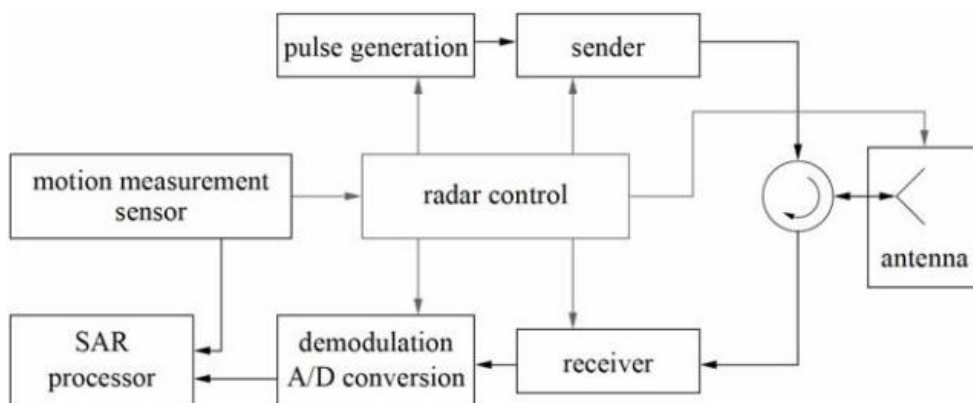 pulse generation
sender
motion measurement
sensor
radar control
antenna
SAR
processor
demodulation
A/D conversion
receiver